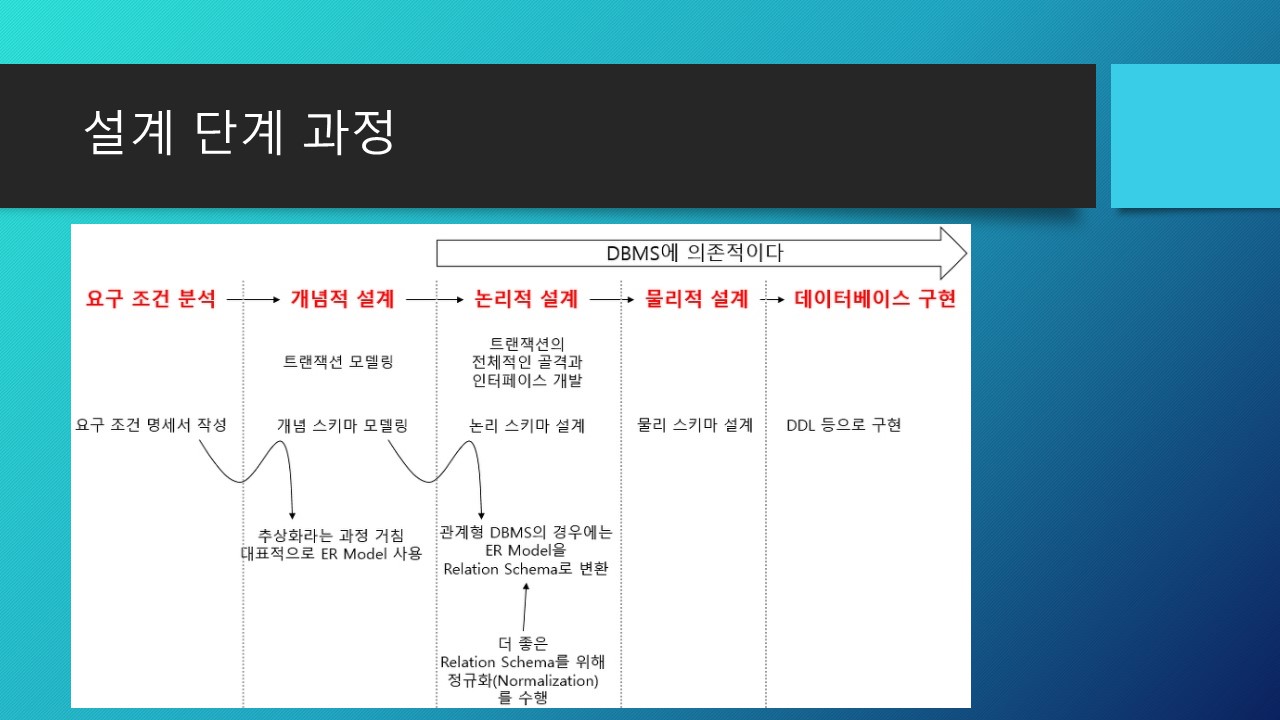 설계 단계 과정
DBMS에 의존적이다
요구 조건 분석
개념적 설계
논리적 설계
물리적 설계
데이터베이스 구현
트랜잭션 모델링
트랜잭션의
전체적인 골격과
인터페이스 개발
요구 조건 명세서 작성
개념 스키마 모델링
논리 스키마 설계
물리 스키마 설계
DDL 등으로 구현
추상화라는 과정 거침
대표적으로 ER Model 사용
관계형 DBMS의 경우에는
ER Model을
Relation Schema로 변환
더 좋은
Relation Schema를 위해
정규화(Normalization)
를 수행